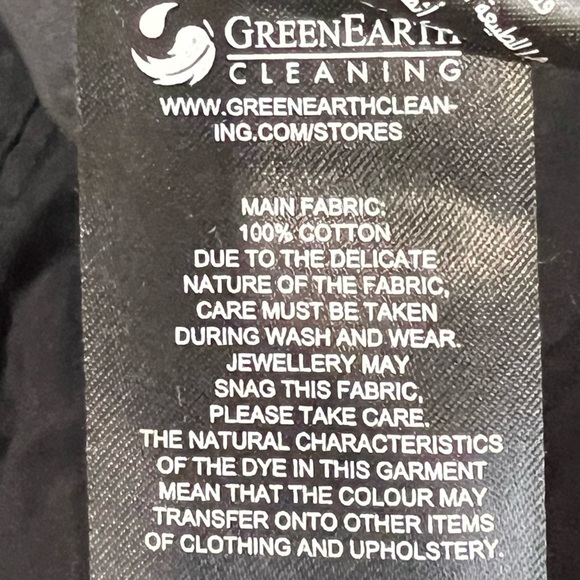 للطبيعة
GREENEARTH
CLEANING
WWW.GREENEARTHCLEAN-
ING.COM/STORES
MAIN FABRIC:
100% COTTON
DUE TO THE DELICATE
NATURE OF THE FABRIC,
CARE MUST BE TAKEN
DURING WASH AND WEAR.
JEWELLERY MAY
SNAG THIS FABRIC,
PLEASE TAKE CARE.
THE NATURAL CHARACTERISTICS
OF THE DYE IN THIS GARMENT
MEAN THAT THE COLOUR MAY
TRANSFER ONTO OTHER ITEMS
OF CLOTHING AND UPHOLSTERY.